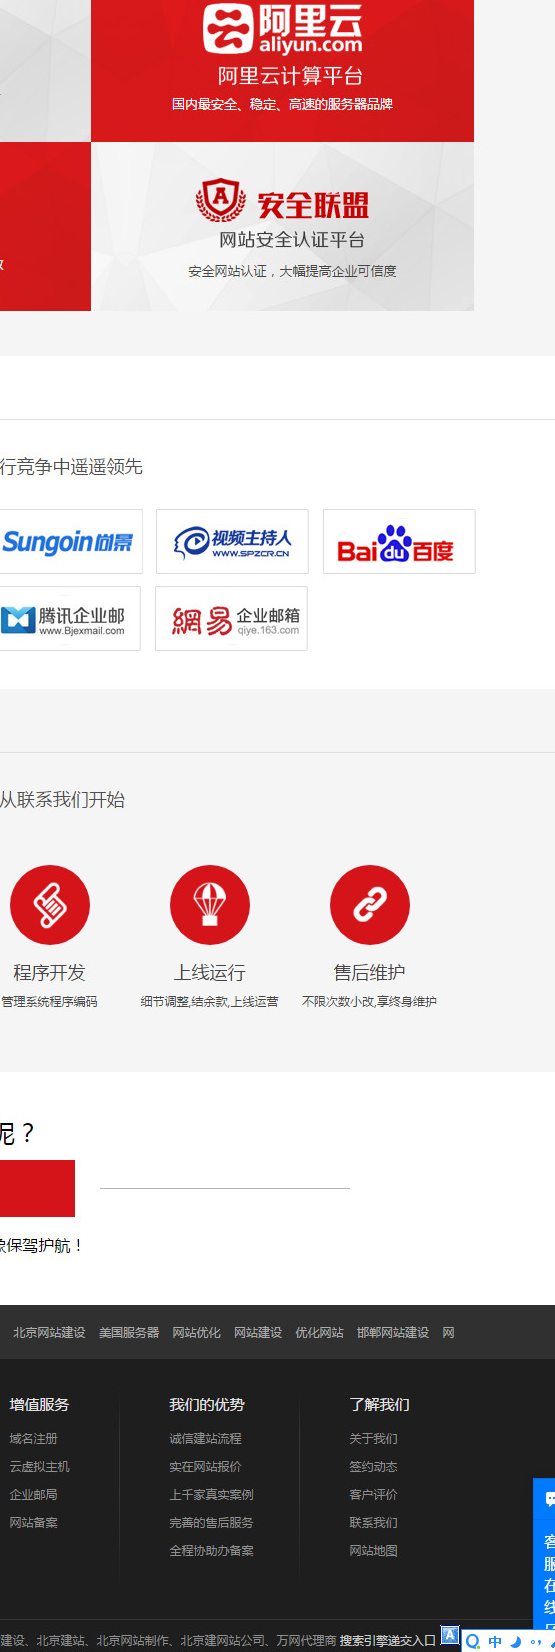 阿里云
aliyun.com
阿里云计算平台
国内最安全、稳定、高速的服务器品牌
安全联盟
网站安全认证平台
安全网站认证，大幅提高企业可信度
行竞争中遥遥领先
Sungoin尚景
视频主持人
WWW.SPZCR.CN
Bai du 百度
腾讯企业邮
www.Bjexmail.com
網易 企业邮箱
qiye.163.com
从联系我们开始
程序开发 上线运行 售后维护
管理系统程序编码 细节调整,结余款,上线运营 不限次数小改,享终身维护
呢？
保驾护航！
北京网站建设 美国服务器 网站优化 网站建设 优化网站 邯郸网站建设 网
增值服务
域名注册
云虚拟主机
企业邮局
网站备案
我们的优势
诚信建站流程
实在网站报价
上千家真实案例
完善的售后服务
全程协助办备案
了解我们
关于我们
签约动态
客户评价
联系我们
网站地图
客
服
在
线
建设、北京建站、北京网站制作、北京建网站公司、万网代理商 搜索引擎递交入口
中